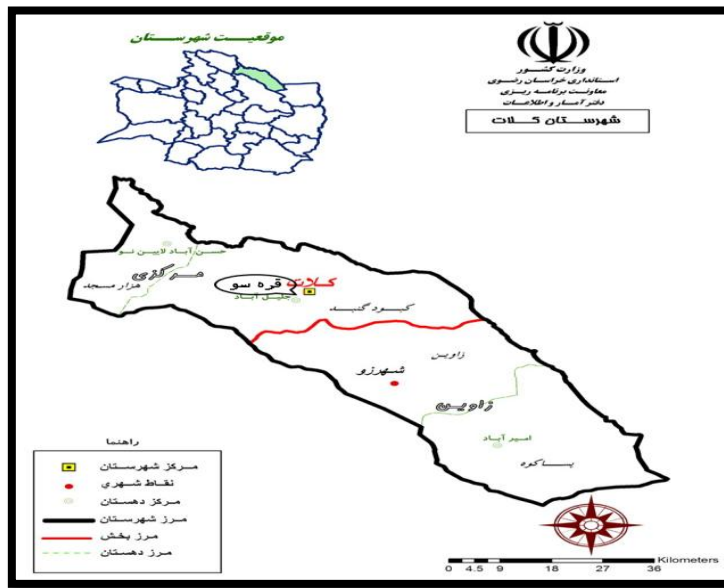 موقعیت شهرستان
وزارت کشور
استانداری خراسان رضوی
معاونت برنامه ریزی
دفتر آمار و اطلاعات
شهرستان کلات
حسن آباد لایین نو
مرکزی
هزار مسجد
کلات
قره سو
جلیل آباد
کبود گنبد
زاوین
شهرزو
زاوین
امیر آباد
پساکوه
راهنما
مرکز شهرستان
نقاط شهری
مرکز دهستان
مرز شهرستان
مرز بخش
مرز دهستان
Kilometers
0 4.5 9 18 27 36